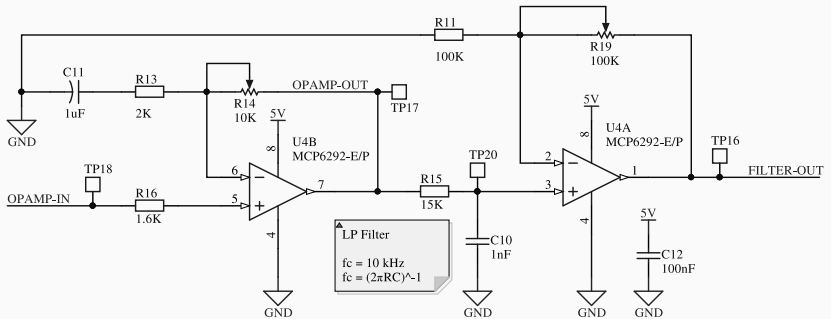 R11
100K
R19
100K
C11
1uF
R13
2K
R14
10K
OPAMP-OUT
TP17
GND
5V
8
U4B
MCP6292-E/P
6
5
7
4
TP18
OPAMP-IN
R16
1.6K
GND
LP Filter
fc = 10 kHz
fc = (2πRC)^-1
R15
15K
TP20
C10
1nF
GND
5V
8
U4A
MCP6292-E/P
2
3
1
4
GND
TP16
FILTER-OUT
5V
C12
100nF
GND